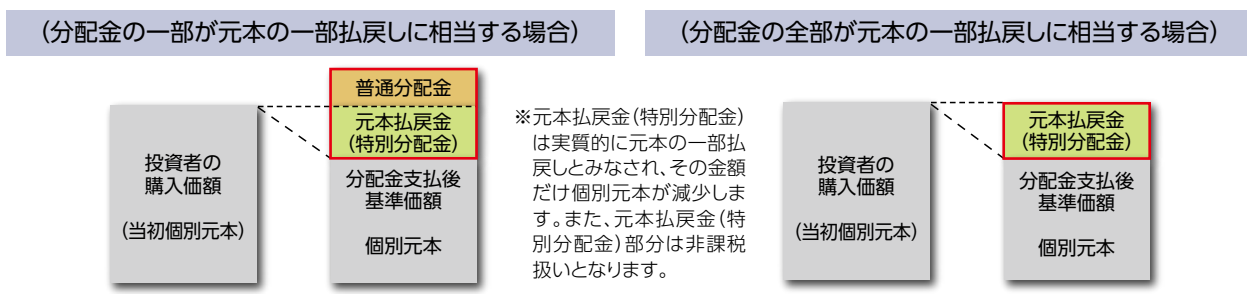 (分配金の一部が元本の一部払戻しに相当する場合)
普通分配金
元本払戻金
(特別分配金)
投資者の
購入価額
(当初個別元本)
分配金支払後
基準価額
個別元本
※元本払戻金(特別分配金)
は実質的に元本の一部払
戻しとみなされ、その金額
だけ個別元本が減少しま
す。また、元本払戻金(特
別分配金)部分は非課税
扱いとなります。
(分配金の全部が元本の一部払戻しに相当する場合)
元本払戻金
(特別分配金)
投資者の
購入価額
(当初個別元本)
分配金支払後
基準価額
個別元本